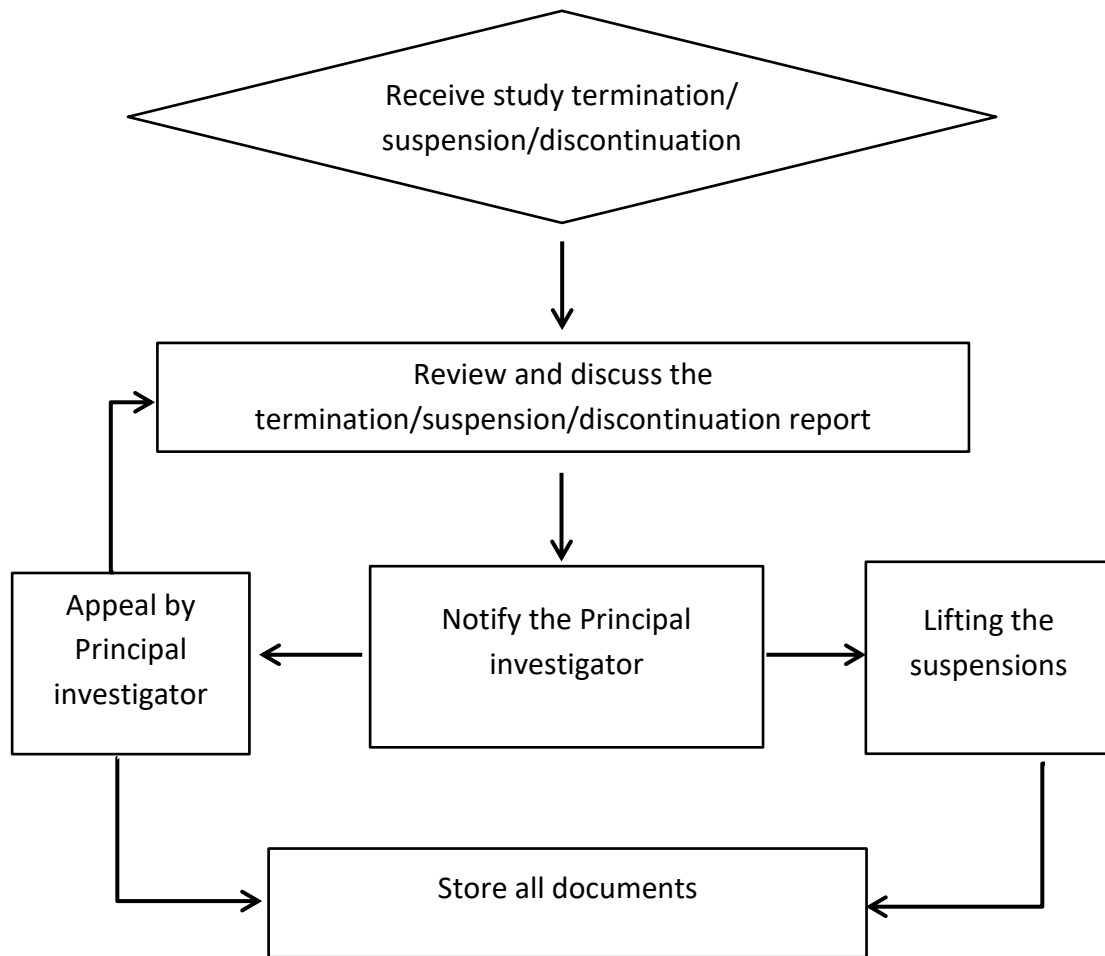 Receive study termination/
suspension/discontinuation
Review and discuss the
termination/suspension/discontinuation report
Appeal by
Principal
investigator
Notify the Principal
investigator
Lifting the
suspensions
Store all documents